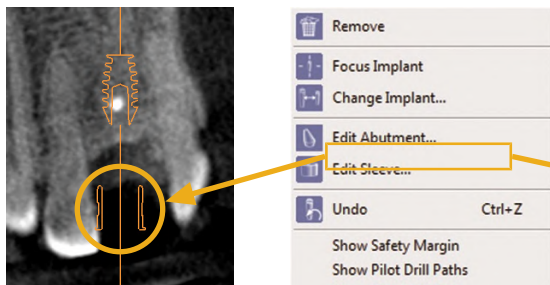 Remove
Focus Implant
Change Implant...
Edit Abutment...
Edit Sleeve...
Undo Ctrl+Z
Show Safety Margin
Show Pilot Drill Paths